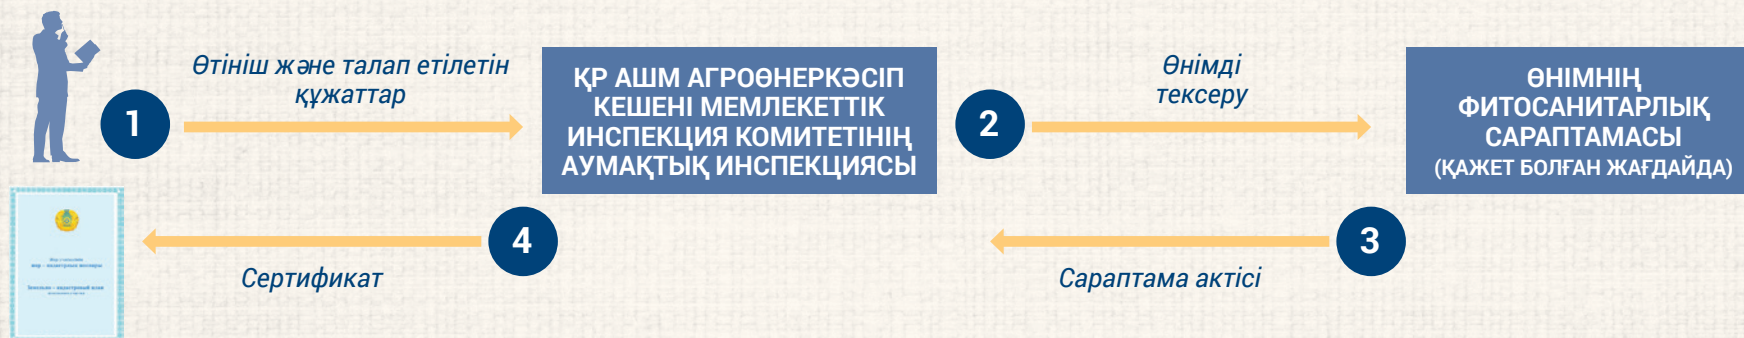 1
Өтініш және талап етілетін
құжаттар
ҚР АШМ АГРОӨНЕРКӘСІП
КЕШЕНІ МЕМЛЕКЕТТІК
ИНСПЕКЦИЯ КОМИТЕТІНІҢ
АУМАҚТЫҚ ИНСПЕКЦИЯСЫ
2
Өнімді
тексеру
ӨНІМНІҢ
ФИТОСАНИТАРЛЫҚ
САРАПТАМАСЫ
(ҚАЖЕТ БОЛҒАН ЖАҒДАЙДА)
3
Сараптама актісі
4
Сертификат